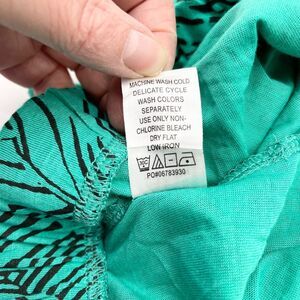 MACHINE WASH COLD
DELICATE CYCLE
WASH COLORS
SEPARATELY
USE ONLY NON-
CHLORINE BLEACH
DRY FLAT
LOW IRON
PO#06783930